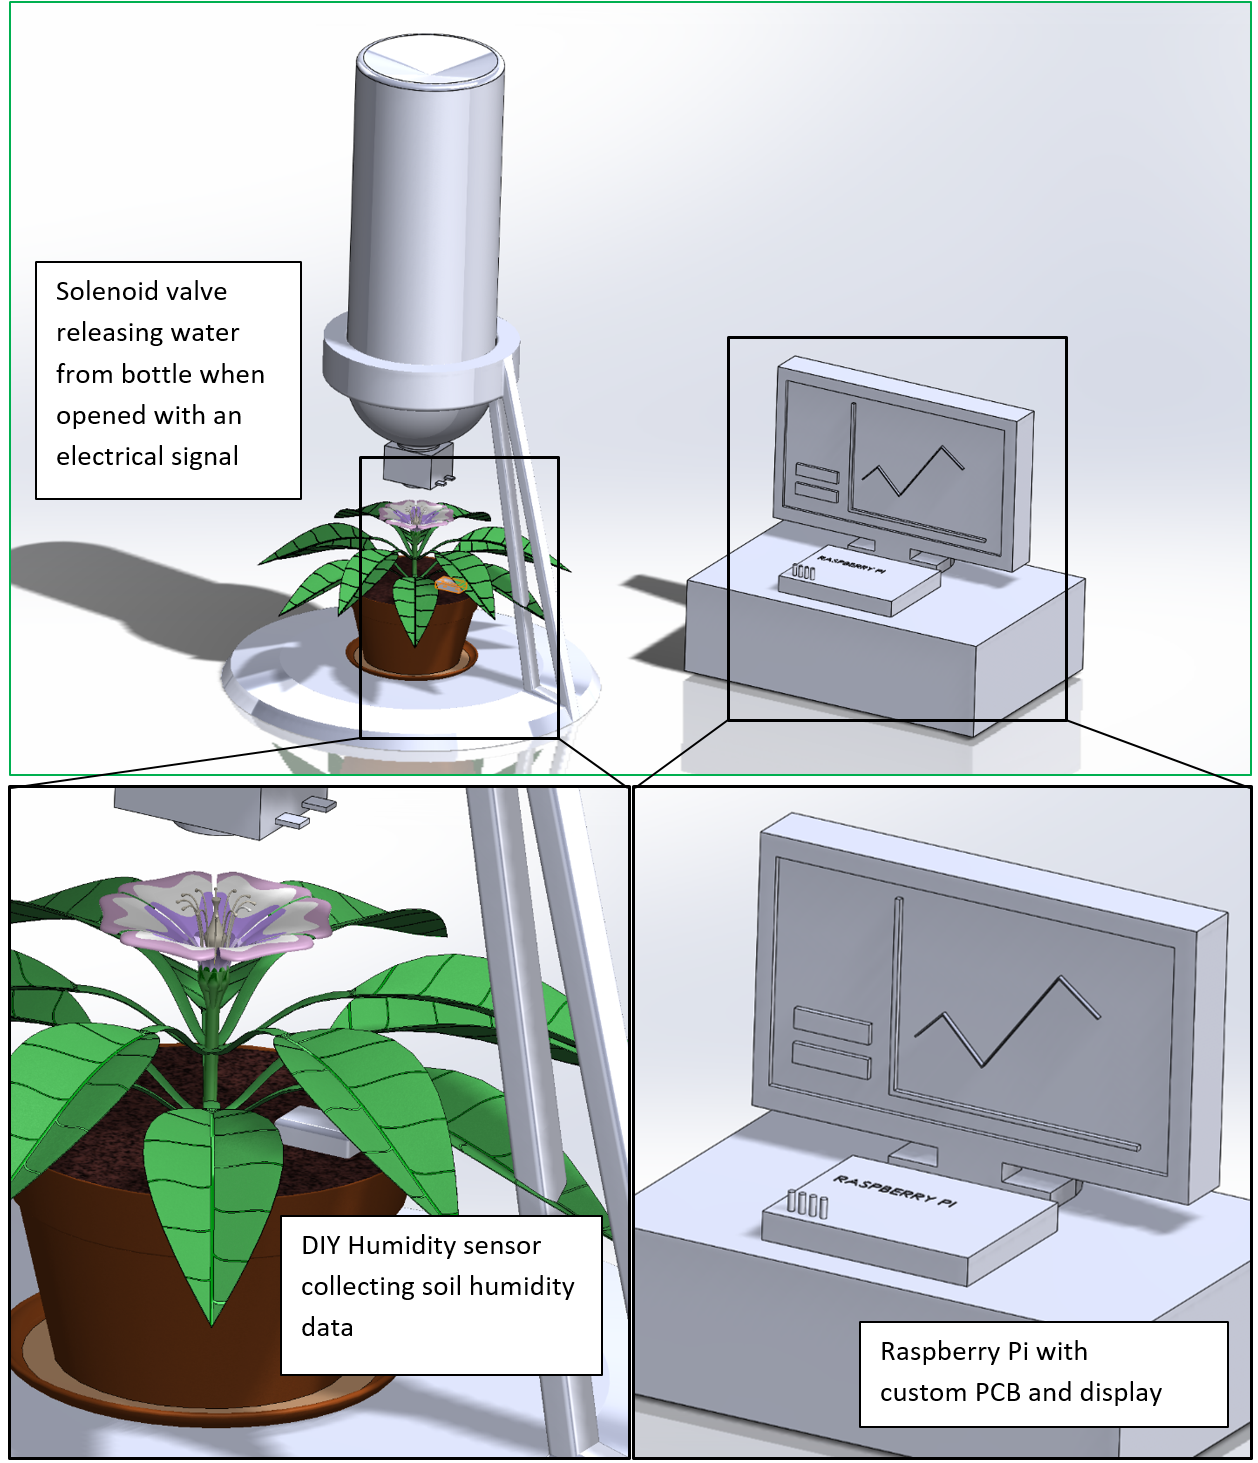 Solenoid valve
releasing water
from bottle when
opened with an
electrical signal
RASPBERRY PI
DIY Humidity sensor
collecting soil humidity
data
RASPBERRY PI
Raspberry Pi with
custom PCB and display